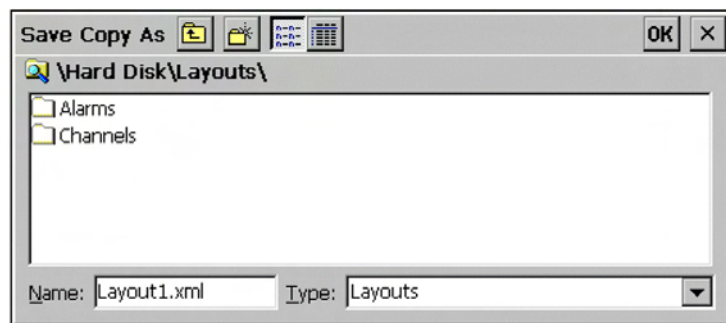 Save Copy As OK ×
\Hard Disk\Layouts\
Alarms
Channels
Name: Layout1.xml Type: Layouts